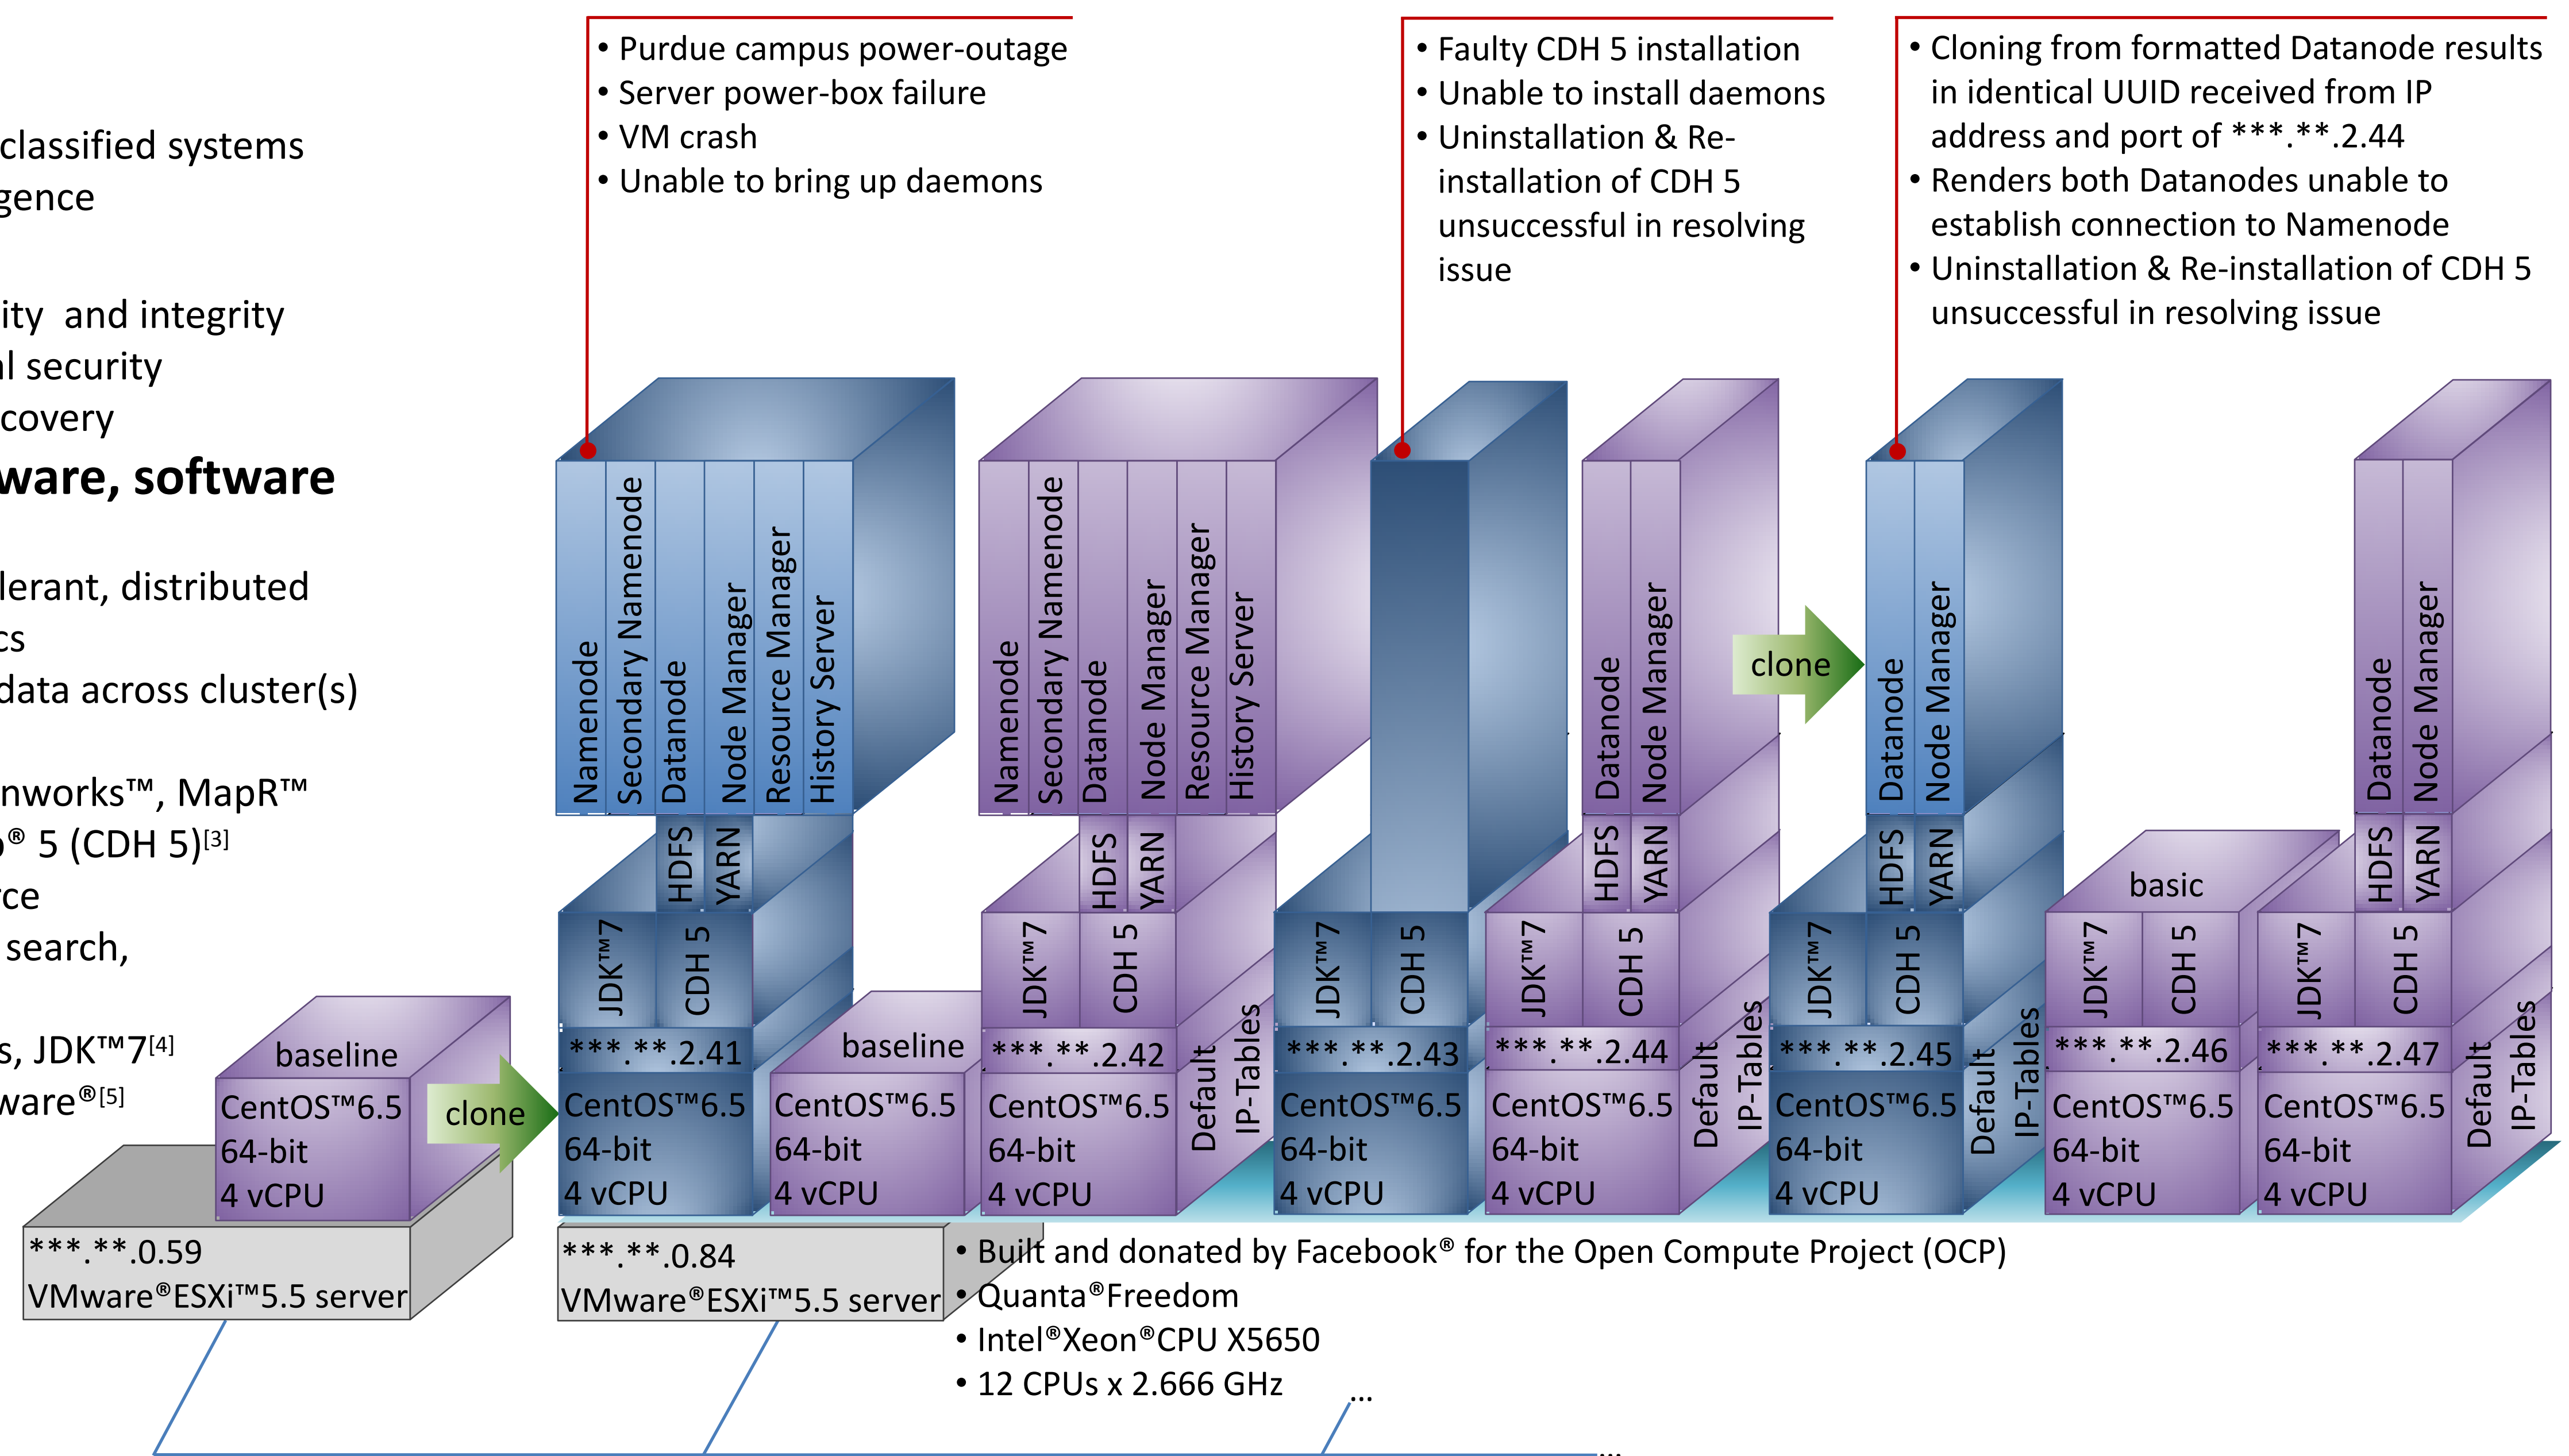 classified systems
gence
ity and integrity
al security
covery
ware, software
lerant, distributed
cs
data across cluster(s)
nworks™, MapR™
® 5 (CDH 5)[3]
rce
search,
s, JDK™7[4]
ware®[5]
• Purdue campus power-outage
• Server power-box failure
• VM crash
• Unable to bring up daemons
• Faulty CDH 5 installation
• Unable to install daemons
• Uninstallation & Re-
installation of CDH 5
unsuccessful in resolving
issue
• Cloning from formatted Datanode results
in identical UUID received from IP
address and port of ***.**.2.44
• Renders both Datanodes unable to
establish connection to Namenode
• Uninstallation & Re-installation of CDH 5
unsuccessful in resolving issue
baseline
CentOS™6.5
64-bit
4 vCPU
***.**.0.59
VMware®ESXi™5.5 server
clone
Namenode
Secondary Namenode
Datanode
Node Manager
Resource Manager
History Server
HDFS
YARN
JDK™7
CDH 5
***.**.2.41
CentOS™6.5
64-bit
4 vCPU
***.**.0.84
VMware®ESXi™5.5 server
baseline
CentOS™6.5
64-bit
4 vCPU
Namenode
Secondary Namenode
Datanode
Node Manager
Resource Manager
History Server
HDFS
YARN
JDK™7
CDH 5
***.**.2.42
CentOS™6.5
64-bit
4 vCPU
Default
IP-Tables
JDK™7
CDH 5
***.**.2.43
CentOS™6.5
64-bit
4 vCPU
Datanode
Node Manager
HDFS
YARN
JDK™7
CDH 5
***.**.2.44
CentOS™6.5
64-bit
4 vCPU
Default
IP-Tables
clone
Datanode
Node Manager
HDFS
YARN
JDK™7
CDH 5
***.**.2.45
CentOS™6.5
64-bit
4 vCPU
Default
IP-Tables
basic
JDK™7
CDH 5
***.**.2.46
CentOS™6.5
64-bit
4 vCPU
Datanode
Node Manager
HDFS
YARN
JDK™7
CDH 5
***.**.2.47
CentOS™6.5
64-bit
4 vCPU
Default
IP-Tables
• Built and donated by Facebook® for the Open Compute Project (OCP)
• Quanta®Freedom
• Intel®Xeon®CPU X5650
• 12 CPUs x 2.666 GHz
...
...